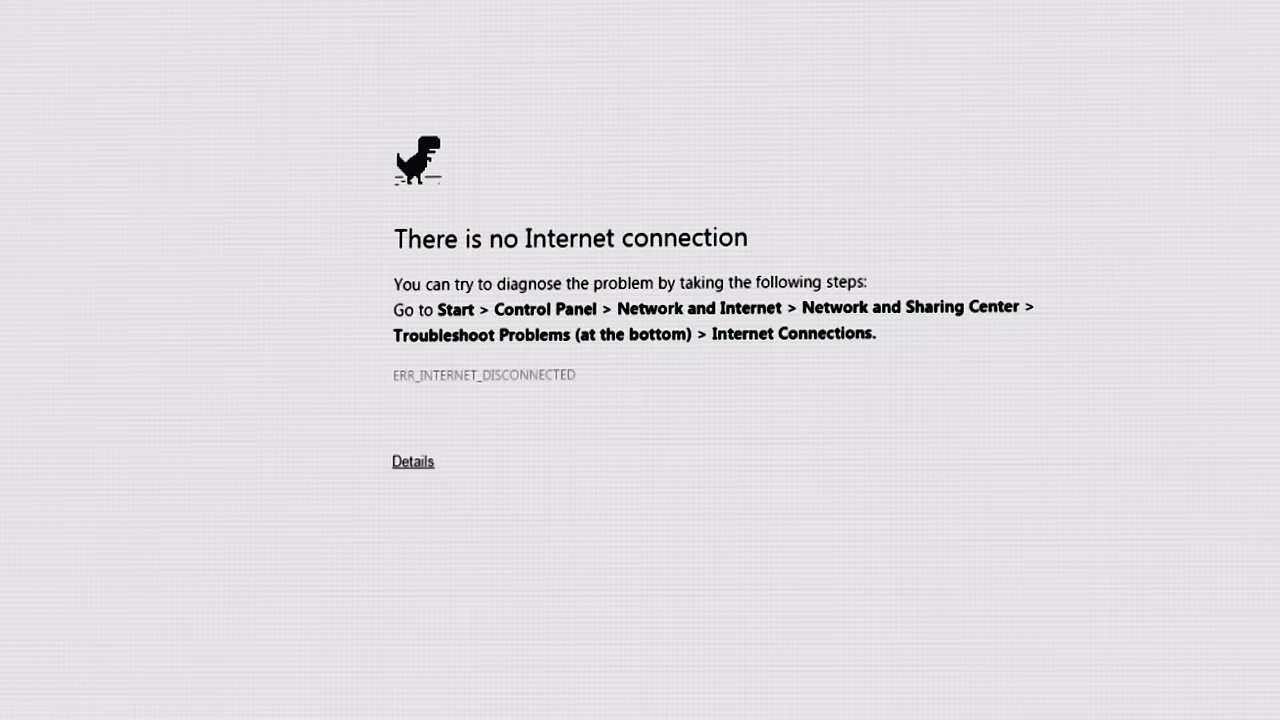 There is no Internet connection
You can try to diagnose the problem by taking the following steps:
Go to Start > Control Panel > Network and Internet > Network and Sharing Center >
Troubleshoot Problems (at the bottom) > Internet Connections.
ERR_INTERNET_DISCONNECTED
Details